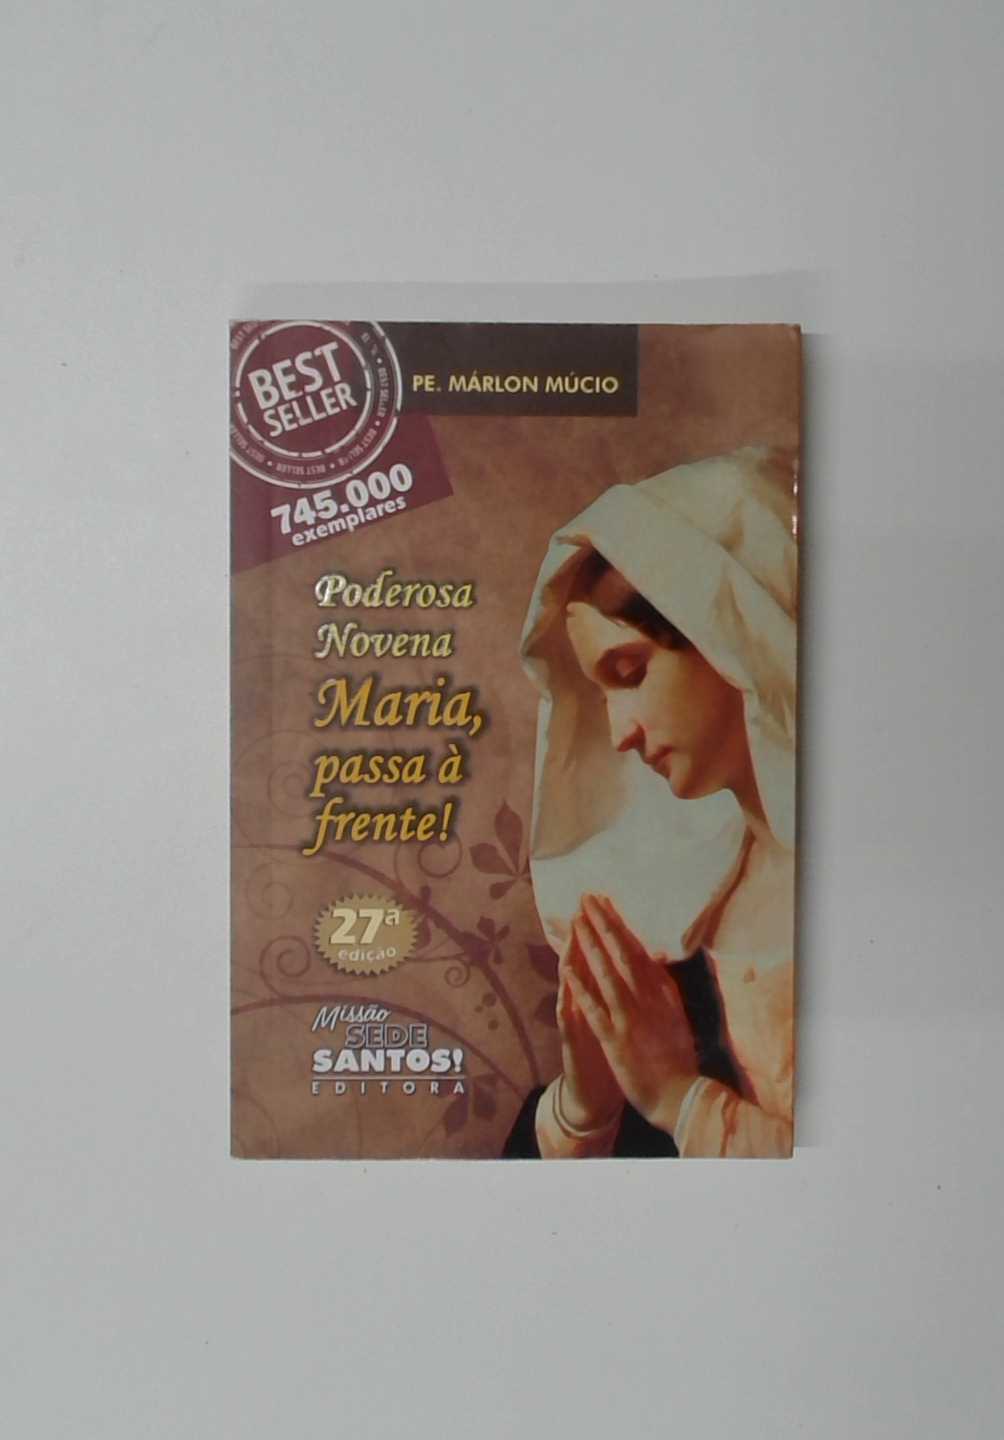 BEST
SELLER
745.000
exemplares
PE. MÁRLON MÚCIO
Poderosa
Novena
Maria,
passa à
frente!
27ª
edição
Missão
SEDE
SANTOS!
EDITORA